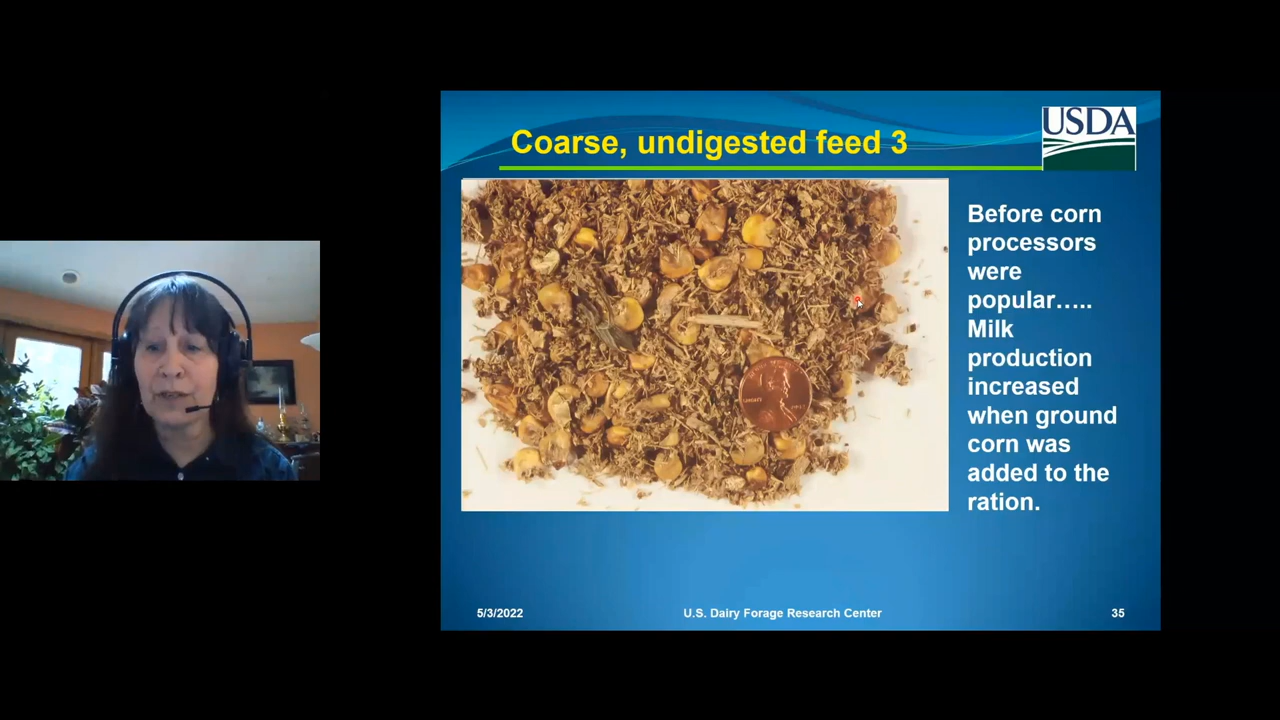 Coarse, undigested feed 3
USDA
Before corn
processors
were
popular.....
Milk
production
increased
when ground
corn was
added to the
ration.
5/3/2022
U.S. Dairy Forage Research Center
35